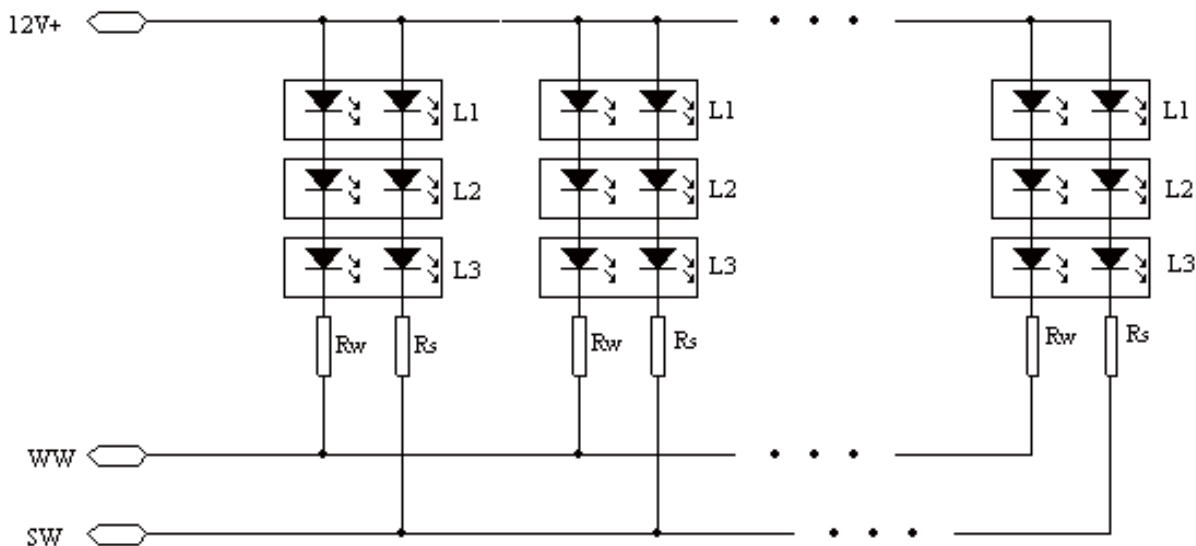 12V+
L1 L1 L1
L2 L2 L2
L3 L3 L3
Rw Rs Rw Rs Rw Rs
WW
SW